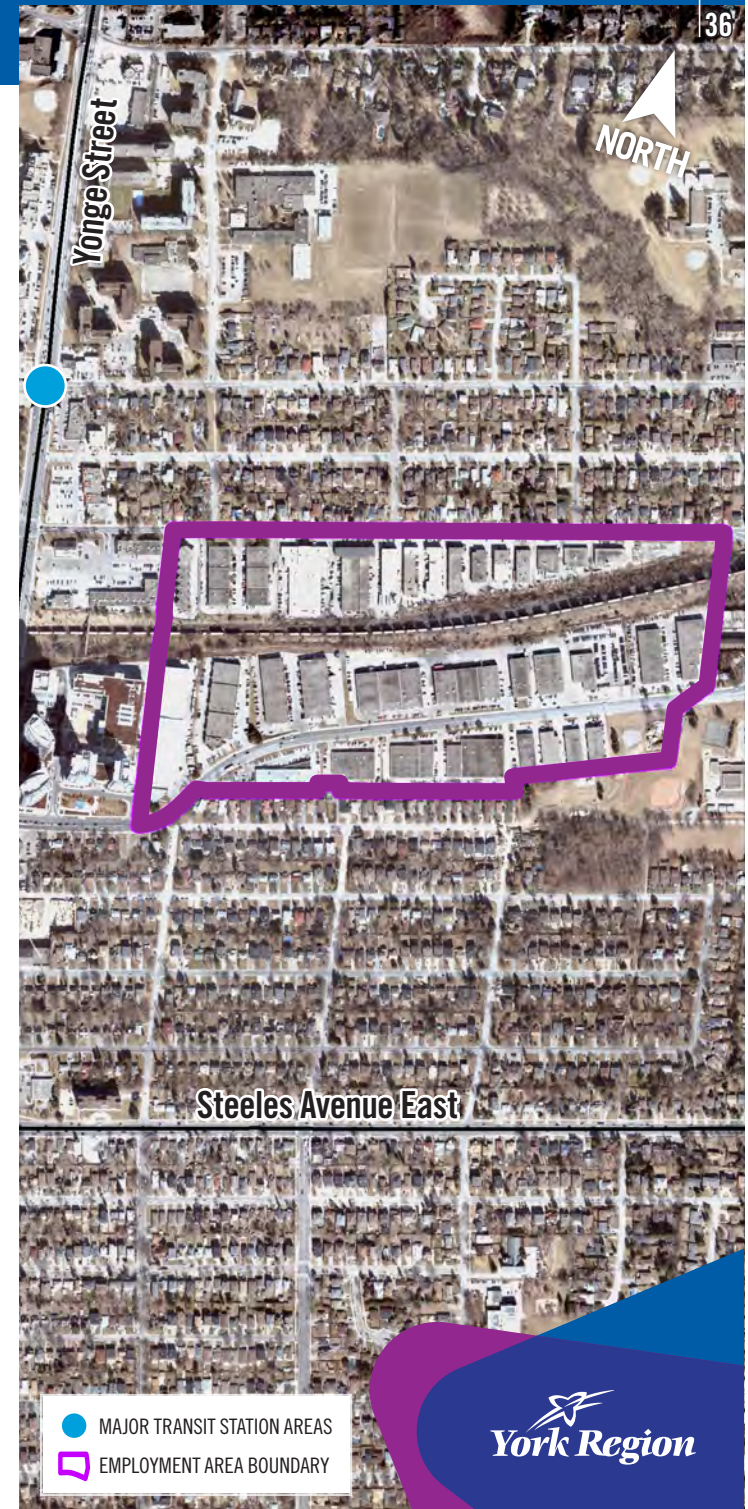 36
NORTH
Yonge Street
Steeles Avenue East
MAJOR TRANSIT STATION AREAS
EMPLOYMENT AREA BOUNDARY
York Region